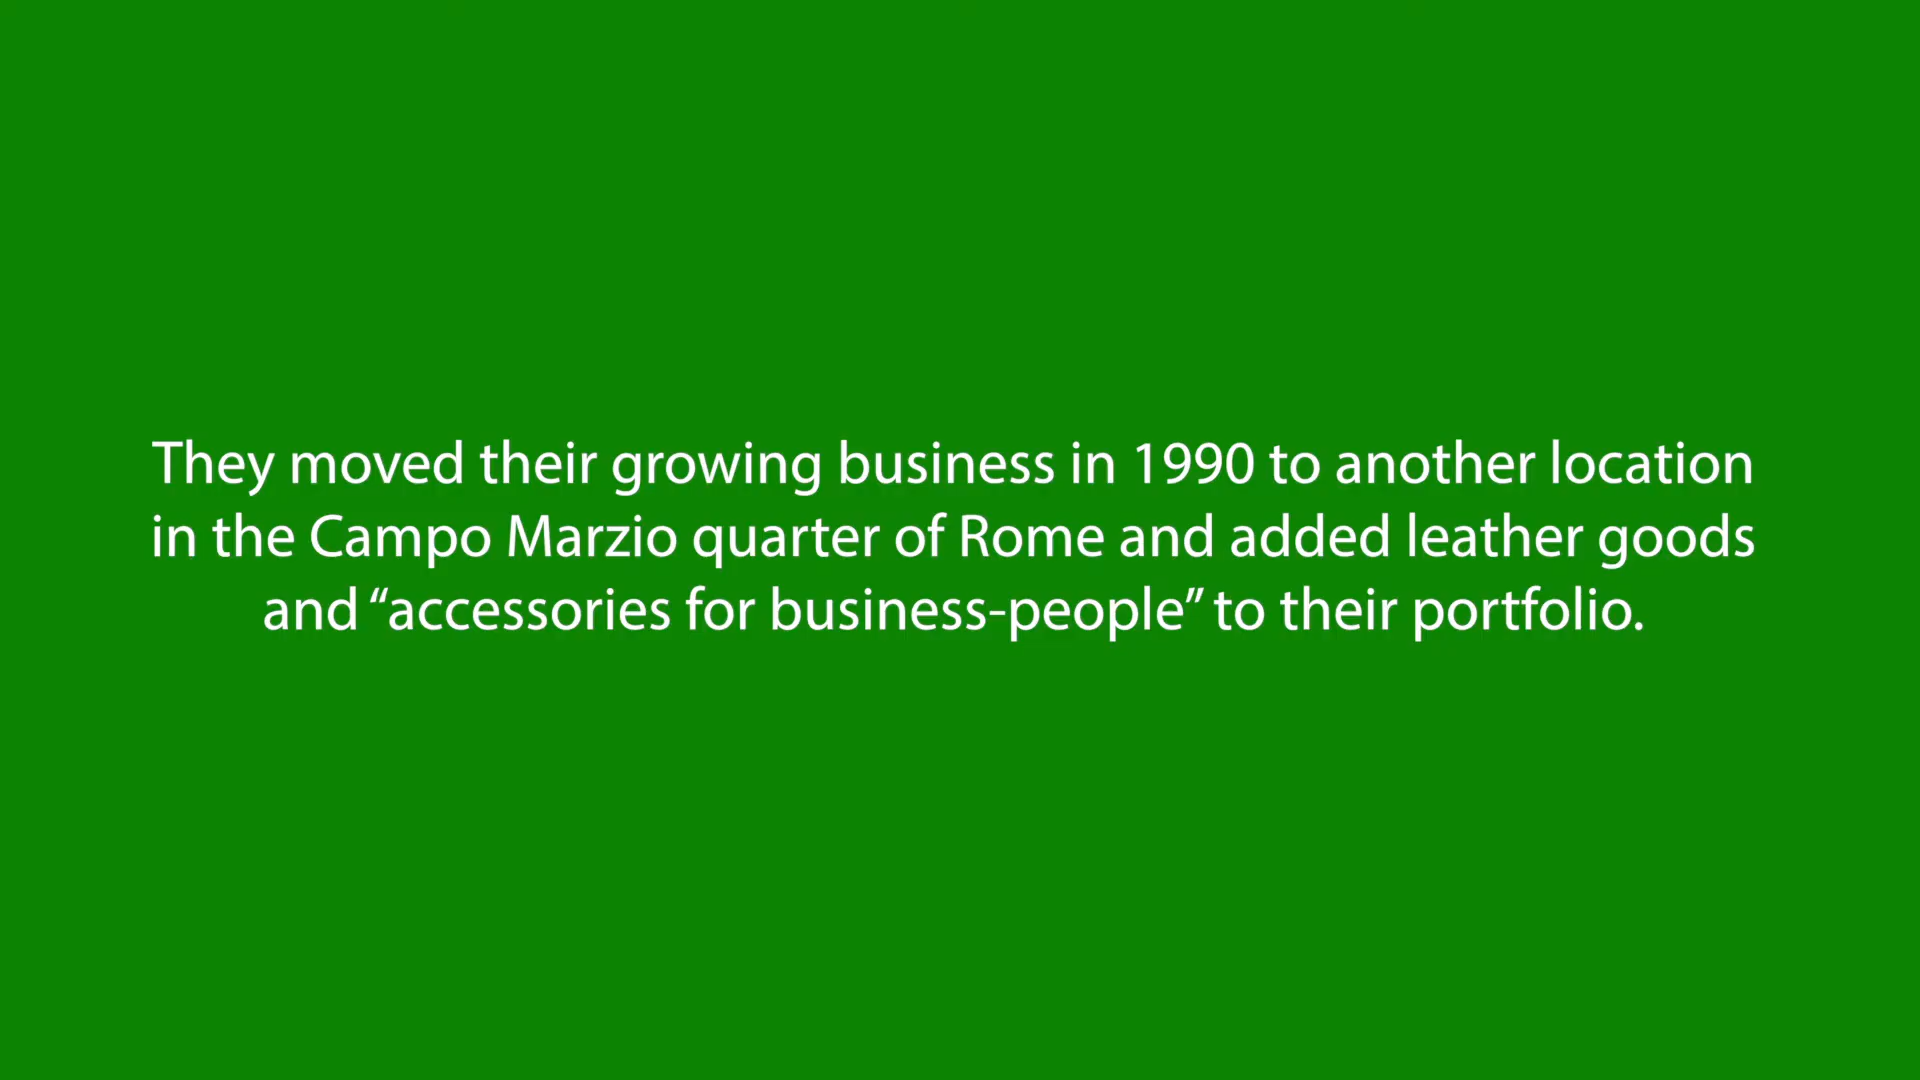 They moved their growing business in 1990 to another location
in the Campo Marzio quarter of Rome and added leather goods
and “accessories for business-people” to their portfolio.